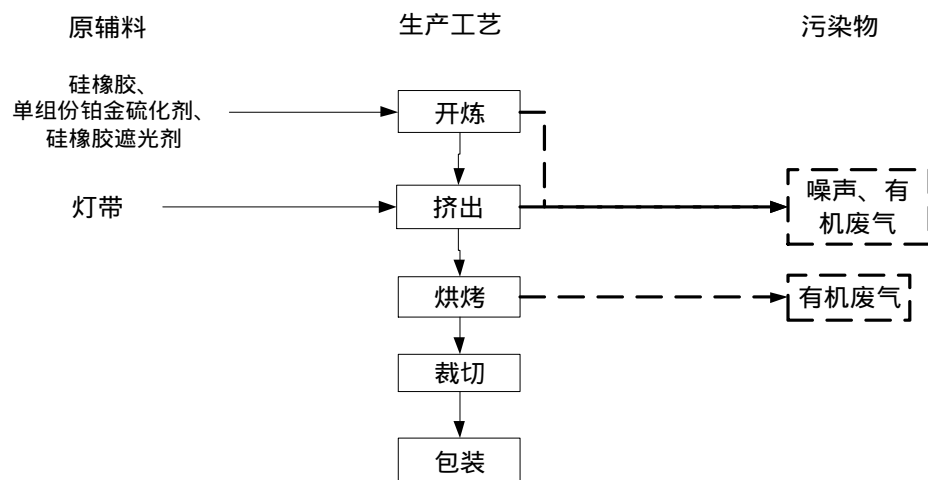 原辅料
生产工艺
污染物
硅橡胶、
单组份铂金硫化剂、
硅橡胶遮光剂
开炼
灯带
挤出
噪声、有
机废气
烘烤
有机废气
裁切
包装